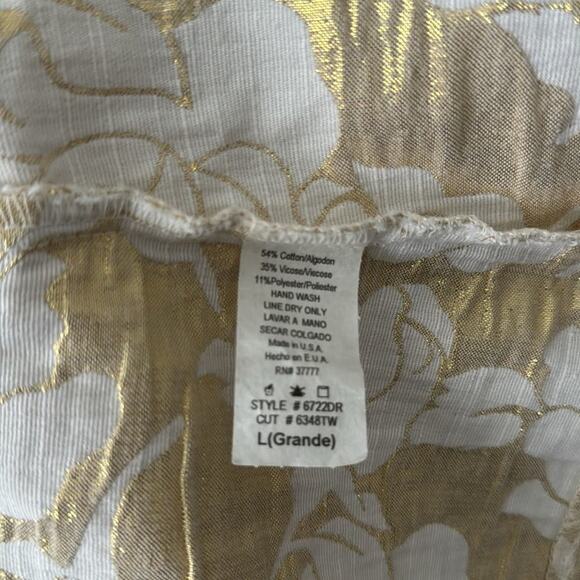 54% Cotton/Algodon
35% Viscose/Viscose
11%Polyester/Poliester
HAND WASH
LINE DRY ONLY
LAVAR A MANO
SECAR COLGADO
Made in U.S.A.
Hecho en E.U.A.
RN# 37777
STYLE # 6722DR
CUT # 6348TW
L(Grande)